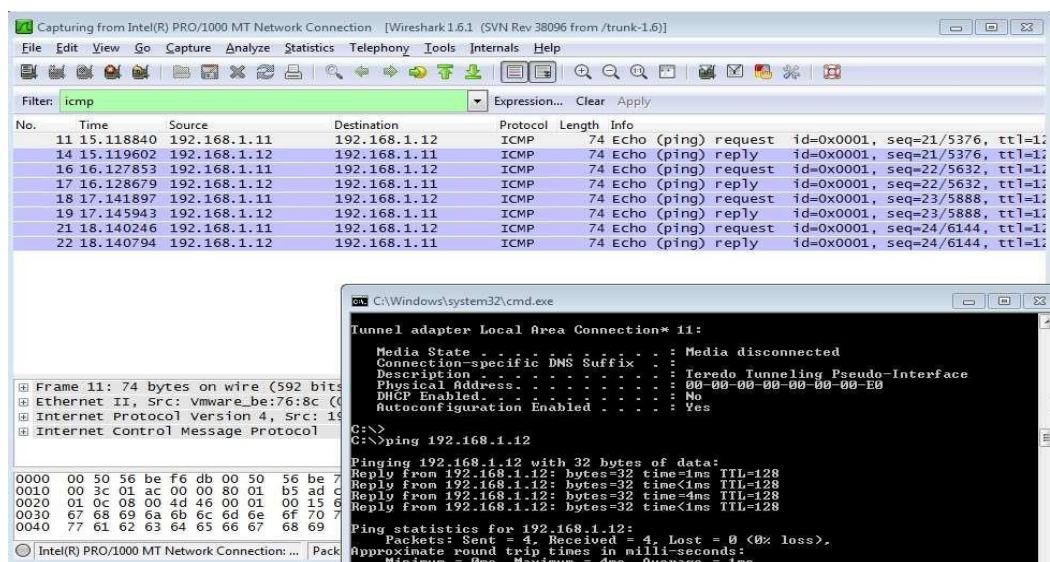 Capturing from Intel(R) PRO/1000 MT Network Connection [Wireshark 1.6.1 (SVN Rev 38096 from /trunk-1.6)]
File Edit View Go Capture Analyze Statistics Telephony Tools Internals Help
Filter: icmp Expression... Clear Apply
No. Time Source Destination Protocol Length Info
11 15.118840 192.168.1.11 192.168.1.12 ICMP 74 Echo (ping) request id=0x0001, seq=21/5376, ttl=12
14 15.119602 192.168.1.12 192.168.1.11 ICMP 74 Echo (ping) reply id=0x0001, seq=21/5376, ttl=12
16 16.127853 192.168.1.11 192.168.1.12 ICMP 74 Echo (ping) request id=0x0001, seq=22/5632, ttl=12
17 16.128679 192.168.1.12 192.168.1.11 ICMP 74 Echo (ping) reply id=0x0001, seq=22/5632, ttl=12
18 17.141897 192.168.1.11 192.168.1.12 ICMP 74 Echo (ping) request id=0x0001, seq=23/5888, ttl=12
19 17.145943 192.168.1.12 192.168.1.11 ICMP 74 Echo (ping) reply id=0x0001, seq=23/5888, ttl=12
21 18.140246 192.168.1.11 192.168.1.12 ICMP 74 Echo (ping) request id=0x0001, seq=24/6144, ttl=12
22 18.140794 192.168.1.12 192.168.1.11 ICMP 74 Echo (ping) reply id=0x0001, seq=24/6144, ttl=12
Frame 11: 74 bytes on wire (592 bits
Ethernet II, Src: Vmware_be:76:8c (
Internet Protocol Version 4, Src: 19
Internet Control Message Protocol
0000 00 50 56 be f6 db 00 50 56 be 7
0010 00 3c 01 ac 00 00 80 01 b5 ad c
0020 01 0c 08 00 4d 46 00 01 00 15 6
0030 67 68 69 6a 6b 6c 6d 6e 6f 70 7
0040 77 61 62 63 64 65 66 67 68 69
Intel(R) PRO/1000 MT Network Connection: ... Pack
C:\Windows\system32\cmd.exe
Tunnel adapter Local Area Connection* 11:
Media State . . . . . . . . . . . : Media disconnected
Connection-specific DNS Suffix . :
Description . . . . . . . . . . . : Teredo Tunneling Pseudo-Interface
Physical Address. . . . . . . . . : 00-00-00-00-00-00-00-E0
DHCP Enabled. . . . . . . . . . . : No
Autoconfiguration Enabled . . . . : Yes
C:\>
C:\>ping 192.168.1.12
Pinging 192.168.1.12 with 32 bytes of data:
Reply from 192.168.1.12: bytes=32 time=1ms TTL=128
Reply from 192.168.1.12: bytes=32 time<1ms TTL=128
Reply from 192.168.1.12: bytes=32 time=4ms TTL=128
Reply from 192.168.1.12: bytes=32 time<1ms TTL=128
Ping statistics for 192.168.1.12:
Packets: Sent = 4, Received = 4, Lost = 0 (0% loss),
Approximate round trip times in milli-seconds:
Minimum = 0ms, Maximum = 4ms, Average = 1ms